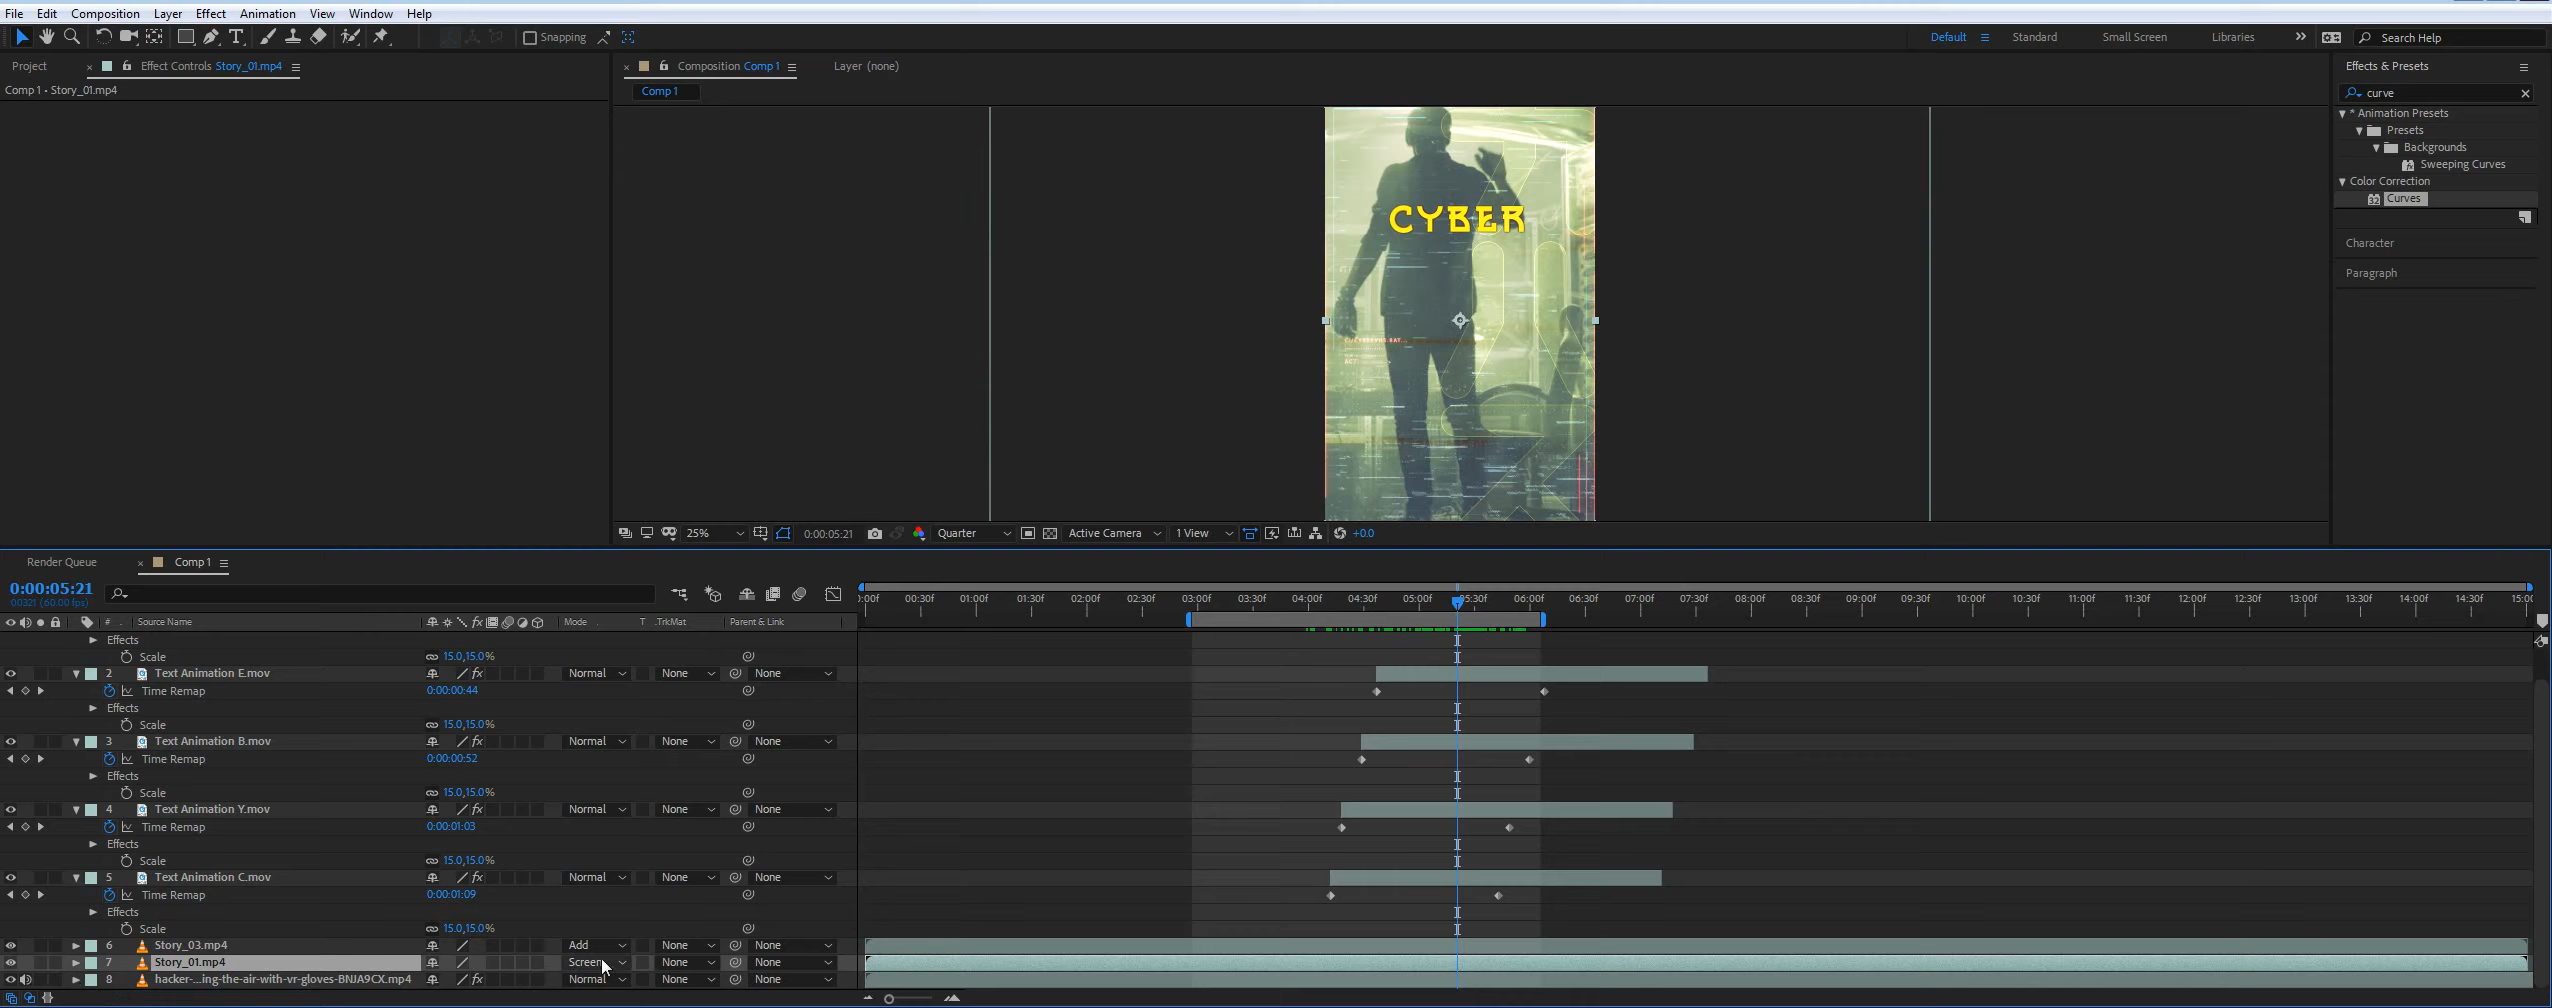 File Edit Composition Layer Effect Animation View Window Help
Snapping Default Standard Small Screen Libraries Search Help
Project Effect Controls Story_01.mp4 Composition Comp 1 Layer (none) Effects & Presets
Comp 1 • Story_01.mp4 Comp 1 curve
* Animation Presets
Presets
Backgrounds
Sweeping Curves
Color Correction
32 Curves
Character
Paragraph
CYBER
25% 0:00:05:21 Quarter Active Camera 1 View +0.0
Render Queue Comp 1
0:00:05:21
00321 (60.00 fps)
00f 00:30f 01:00f 01:30f 02:00f 02:30f 03:00f 03:30f 04:00f 04:30f 05:00f 05:30f 06:00f 06:30f 07:00f 07:30f 08:00f 08:30f 09:00f 09:30f 10:00f 10:30f 11:00f 11:30f 12:00f 12:30f 13:00f 13:30f 14:00f 14:30f 15:00
# Source Name fx Mode T .TrkMat Parent & Link
Effects
Scale 15.0,15.0%
2 Text Animation E.mov fx Normal None None
Time Remap 0:00:00:44
Effects
Scale 15.0,15.0%
3 Text Animation B.mov fx Normal None None
Time Remap 0:00:00:52
Effects
Scale 15.0,15.0%
4 Text Animation Y.mov fx Normal None None
Time Remap 0:00:01:03
Effects
Scale 15.0,15.0%
5 Text Animation C.mov fx Normal None None
Time Remap 0:00:01:09
Effects
Scale 15.0,15.0%
6 Story_03.mp4 Add None None
7 Story_01.mp4 Screen None None
8 hacker-...ing-the-air-with-vr-gloves-BNJA9CX.mp4 fx Normal None None